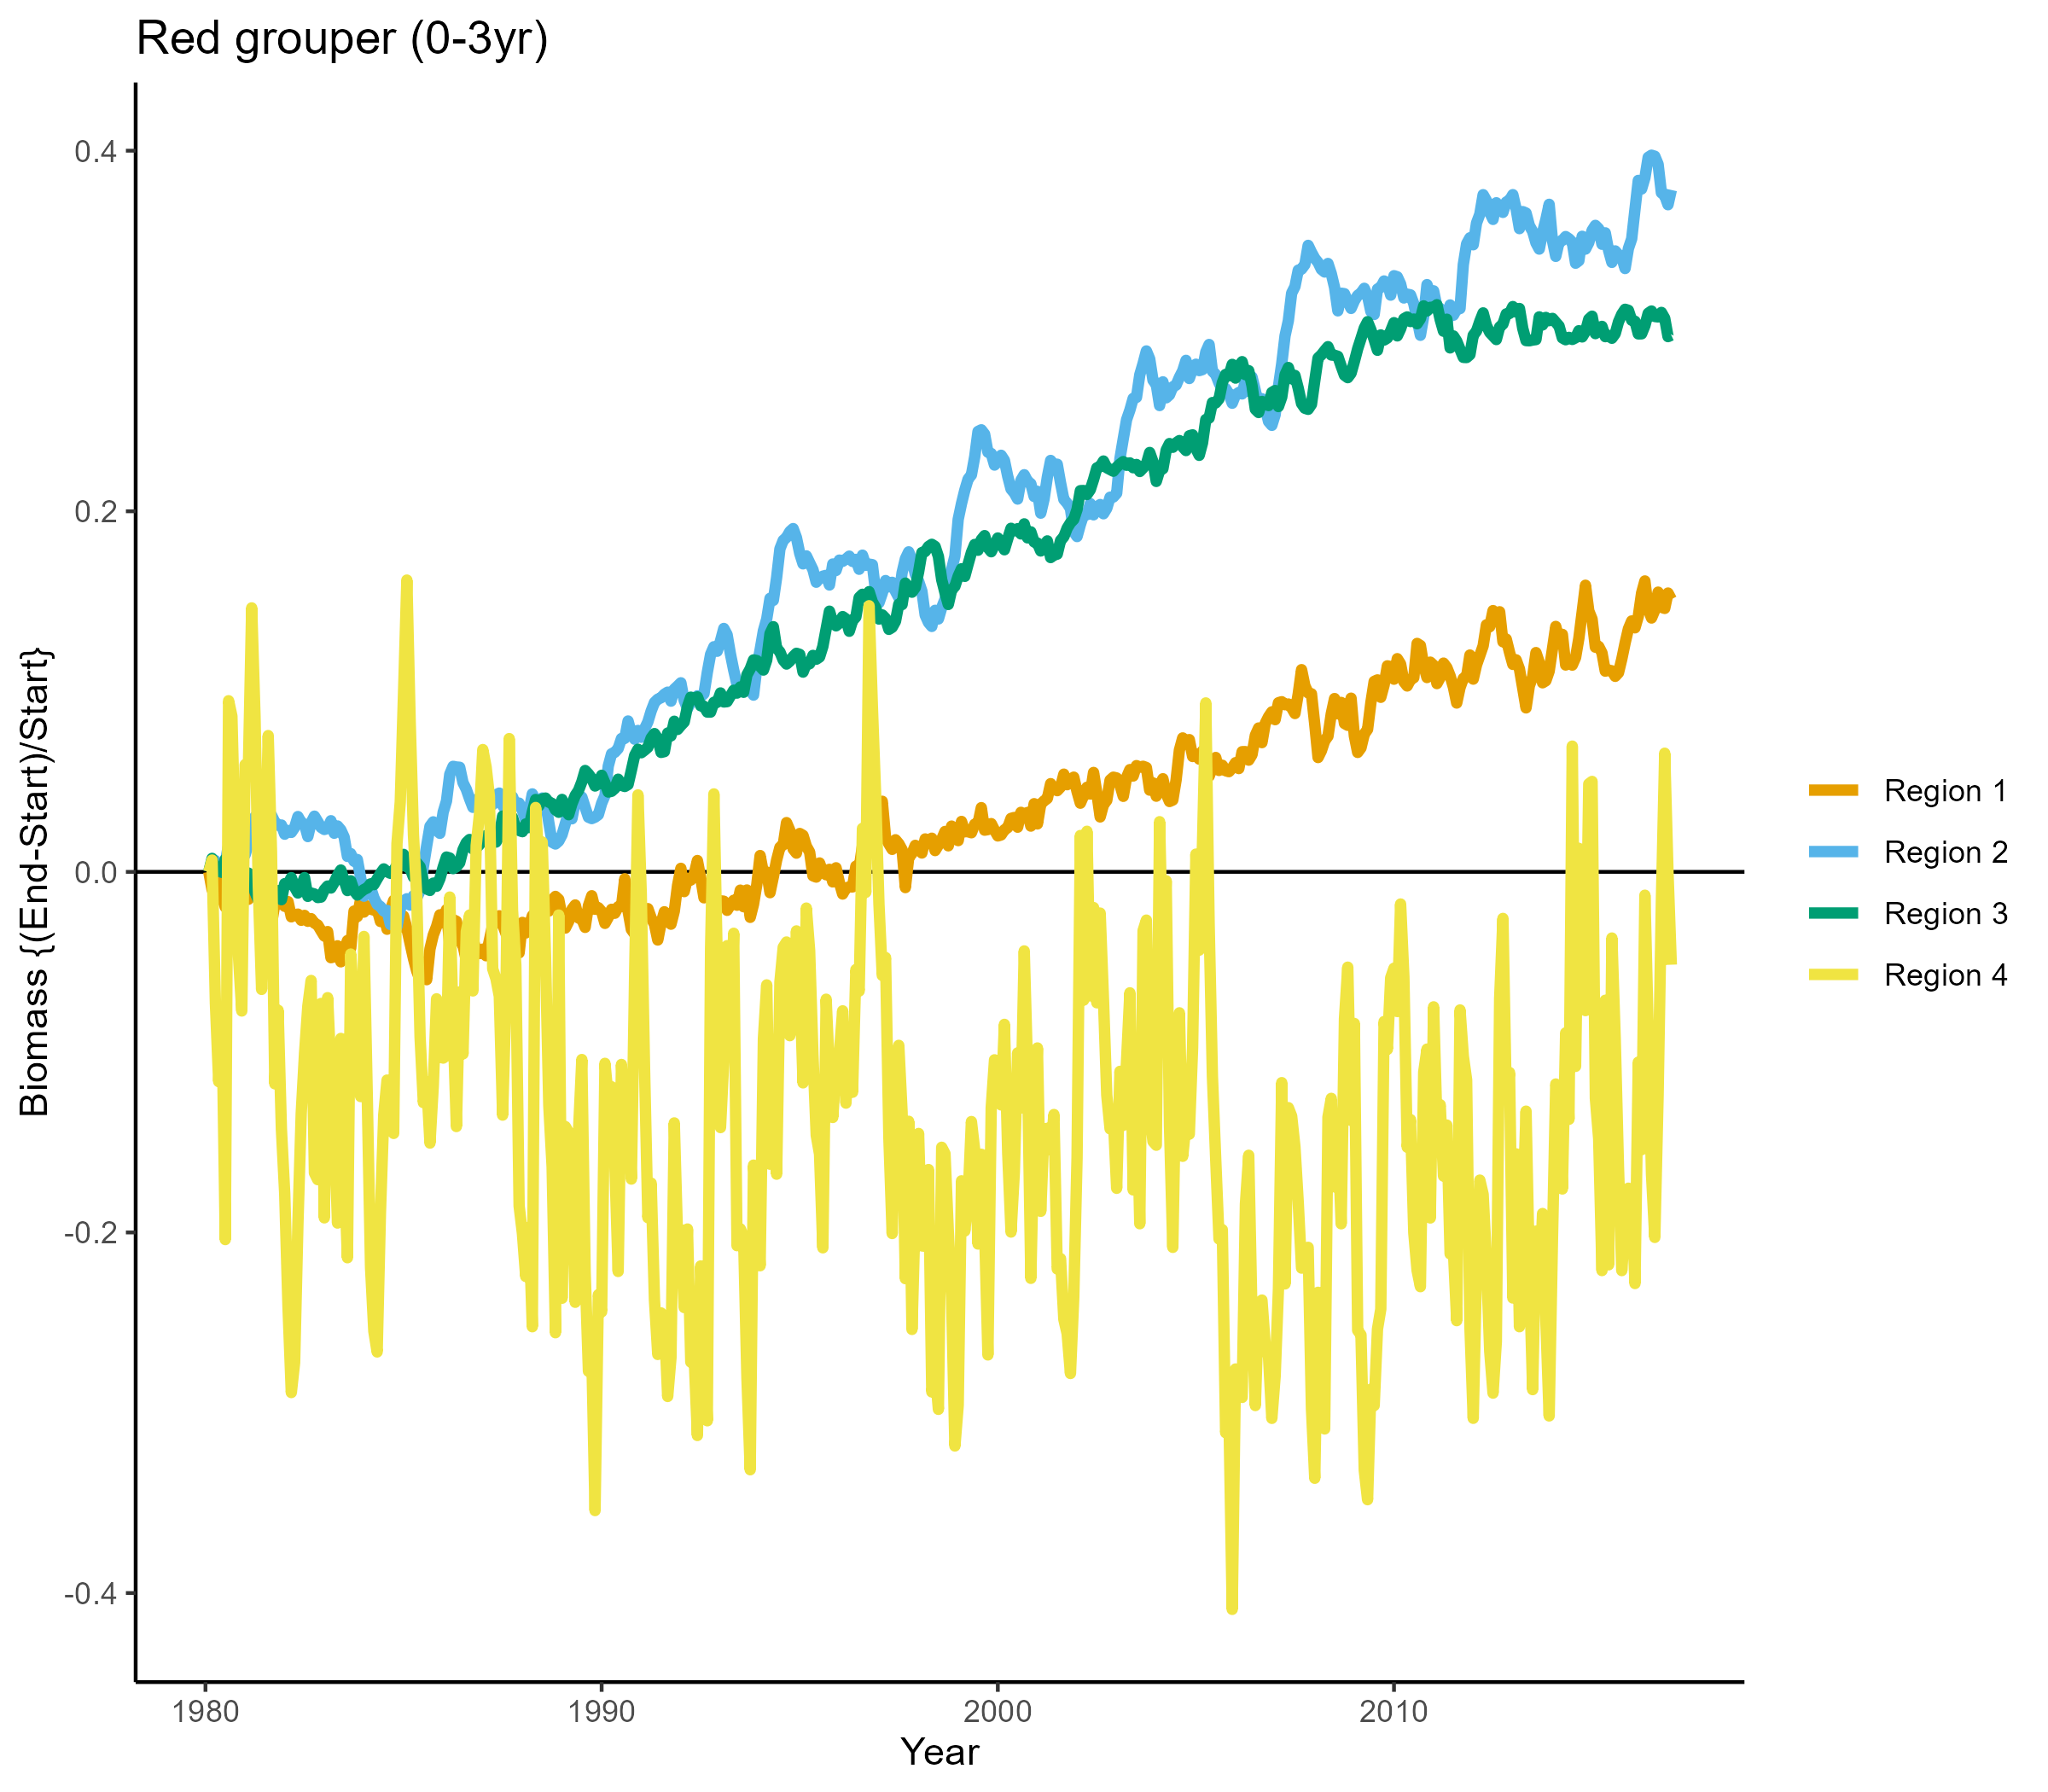 Red grouper (0-3yr)
Biomass {(End-Start)/Start}
0.4
0.2
0.0
-0.2
-0.4
1980
1990
2000
2010
Year
Region 1
Region 2
Region 3
Region 4